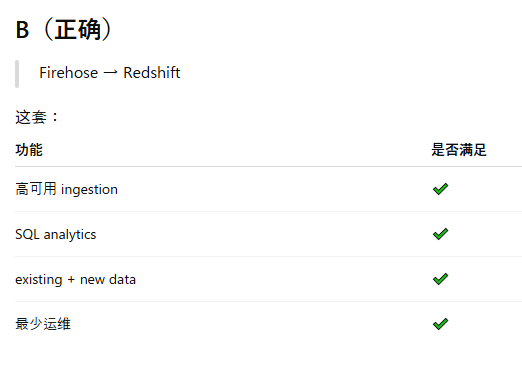 B（正确）
Firehose → Redshift
这套：
功能 是否满足
高可用 ingestion ✔
SQL analytics ✔
existing + new data ✔
最少运维 ✔